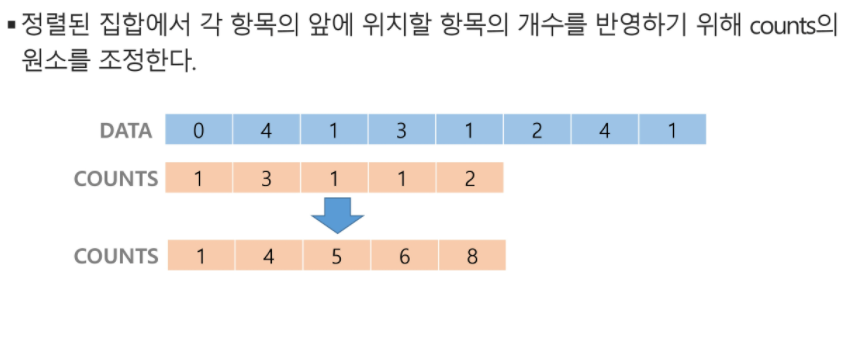 ▪정렬된 집합에서 각 항목의 앞에 위치할 항목의 개수를 반영하기 위해 counts의
원소를 조정한다.
DATA 0 4 1 3 1 2 4 1
COUNTS 1 3 1 1 2
COUNTS 1 4 5 6 8